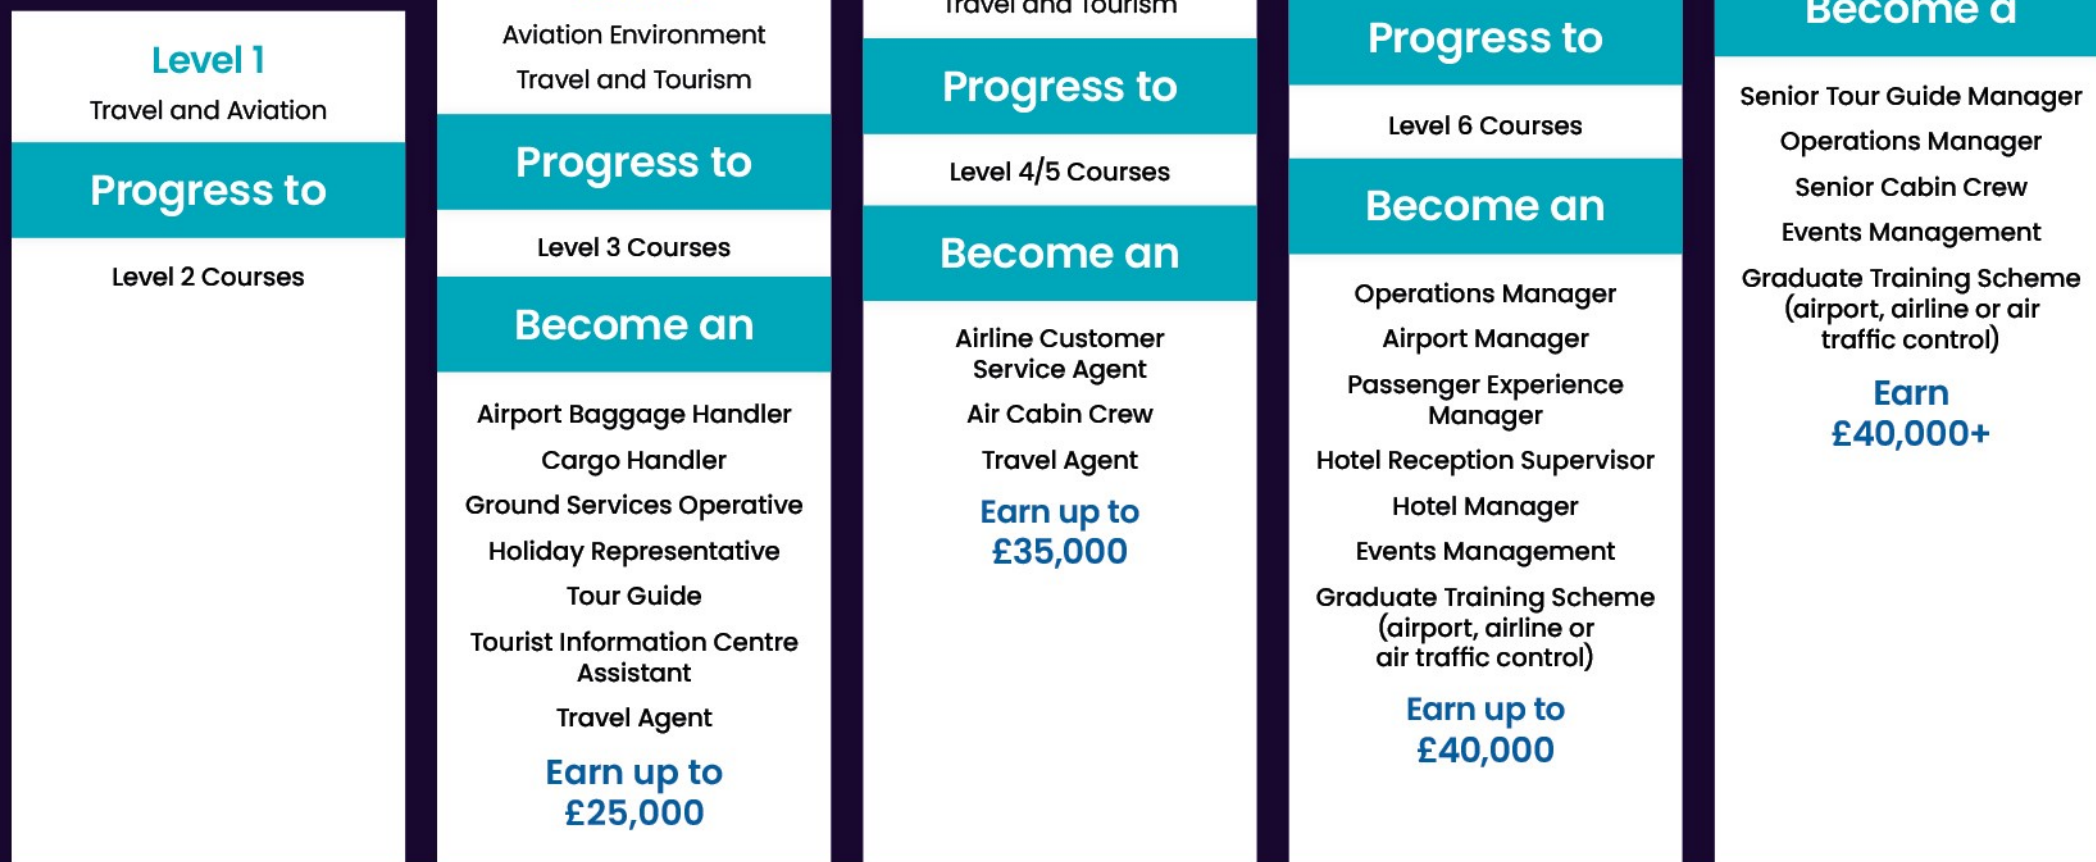 Level 1
Travel and Aviation
Progress to
Level 2 Courses
Aviation Environment
Travel and Tourism
Progress to
Level 3 Courses
Become an
Airport Baggage Handler
Cargo Handler
Ground Services Operative
Holiday Representative
Tour Guide
Tourist Information Centre
Assistant
Travel Agent
Earn up to
£25,000
Travel and Tourism
Progress to
Level 4/5 Courses
Become an
Airline Customer
Service Agent
Air Cabin Crew
Travel Agent
Earn up to
£35,000
Progress to
Level 6 Courses
Become an
Operations Manager
Airport Manager
Passenger Experience
Manager
Hotel Reception Supervisor
Hotel Manager
Events Management
Graduate Training Scheme
(airport, airline or
air traffic control)
Earn up to
£40,000
Become a
Senior Tour Guide Manager
Operations Manager
Senior Cabin Crew
Events Management
Graduate Training Scheme
(airport, airline or air
traffic control)
Earn
£40,000+